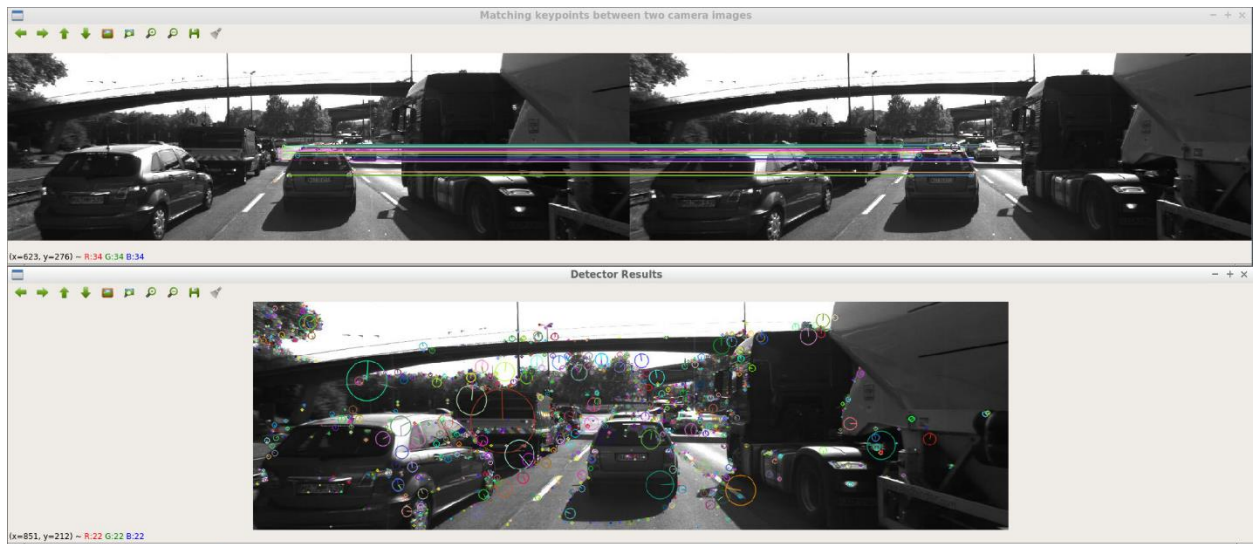 Matching keypoints between two camera images
(x=623, y=276) ~ R:34 G:34 B:34
Detector Results
(x=851, y=212) ~ R:22 G:22 B:22